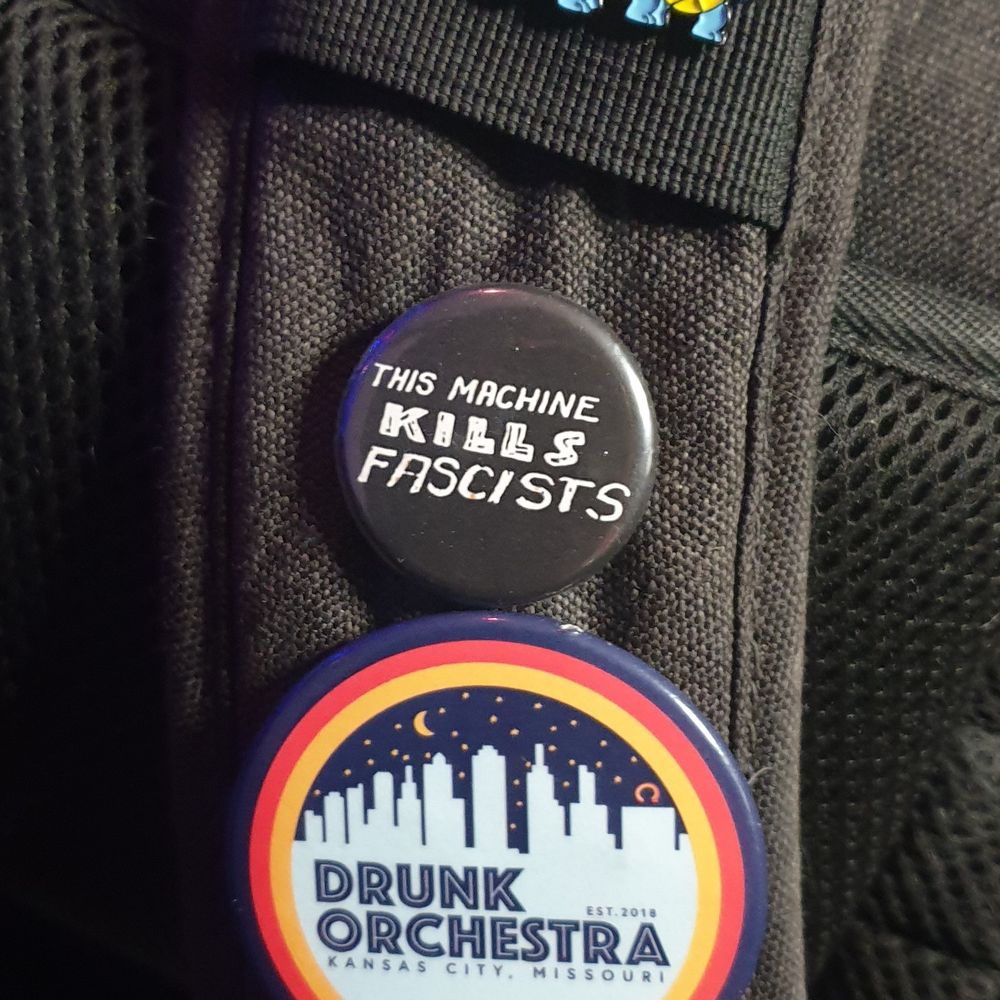 THIS MACHINE
KILLS
FASCISTS
DRUNK
EST.2018
ORCHESTRA
KANSAS CITY, MISSOURI